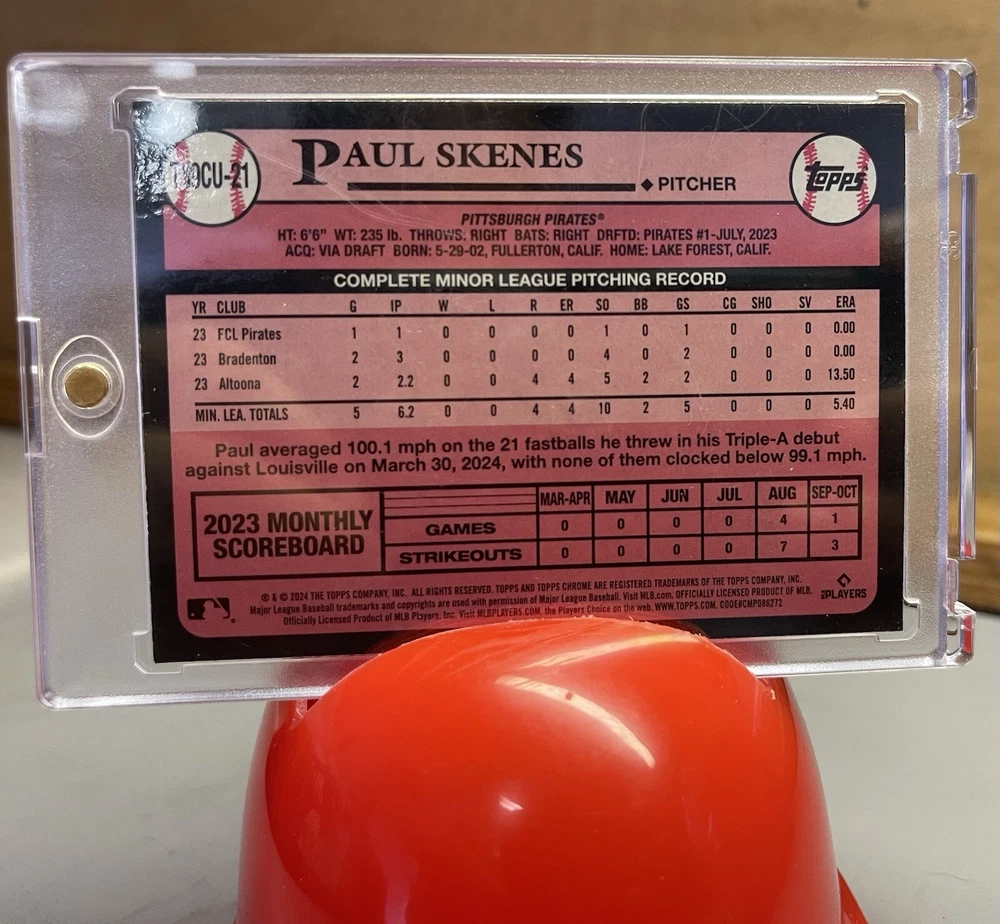 PAUL SKENES
PITCHER
topps
PITTSBURGH PIRATES®
HT: 6'6" WT: 235 lb. THROWS: RIGHT BATS: RIGHT DRFTD: PIRATES #1-JULY, 2023
ACQ: VIA DRAFT BORN: 5-29-02, FULLERTON, CALIF. HOME: LAKE FOREST, CALIF.
COMPLETE MINOR LEAGUE PITCHING RECORD
YR CLUB G IP W L R ER SO BB GS CG SHO SV ERA
23 FCL Pirates 1 1 0 0 0 0 1 0 1 0 0 0 0.00
23 Bradenton 2 3 0 0 0 0 4 0 2 0 0 0 0.00
23 Altoona 2 2.2 0 0 4 4 5 2 2 0 0 0 13.50
MIN. LEA. TOTALS 5 6.2 0 0 4 4 10 2 5 0 0 0 5.40
Paul averaged 100.1 mph on the 21 fastballs he threw in his Triple-A debut
against Louisville on March 30, 2024, with none of them clocked below 99.1 mph.
2023 MONTHLY
SCOREBOARD
MAR-APR MAY JUN JUL AUG SEP-OCT
GAMES 0 0 0 0 4 1
STRIKEOUTS 0 0 0 0 7 3
® & © 2024 THE TOPPS COMPANY, INC. ALL RIGHTS RESERVED. TOPPS AND TOPPS CHROME ARE REGISTERED TRADEMARKS OF THE TOPPS COMPANY, INC.
Major League Baseball trademarks and copyrights are used with permission of Major League Baseball. Visit MLB.com. OFFICIALLY LICENSED PRODUCT OF MLB.
Officially Licensed Product of MLB Players, Inc. Visit MLBPLAYERS.COM, the Players Choice on the web. WWW.TOPPS.COM. CODE#CMP086272
PLAYERS